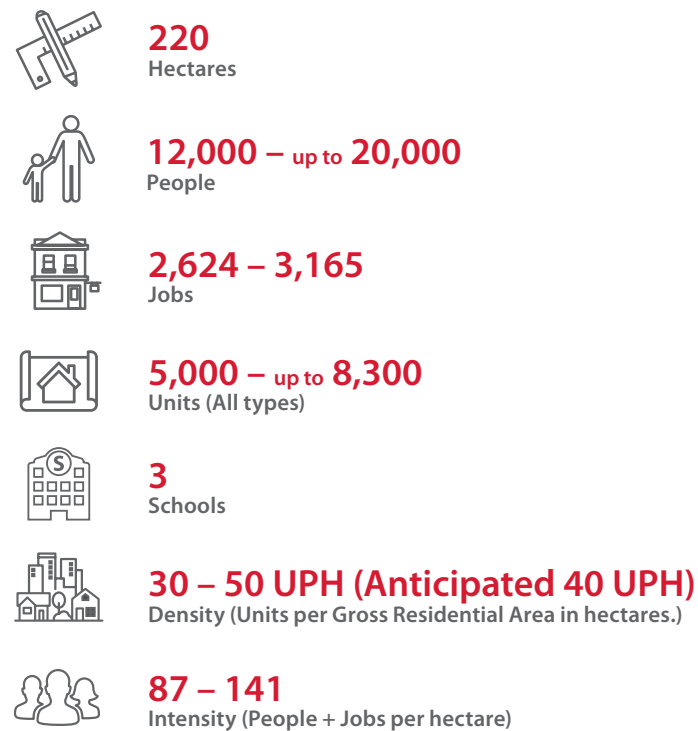 220
Hectares
12,000 – up to 20,000
People
2,624 – 3,165
Jobs
5,000 – up to 8,300
Units (All types)
S
3
Schools
30 – 50 UPH (Anticipated 40 UPH)
Density (Units per Gross Residential Area in hectares.)
87 – 141
Intensity (People + Jobs per hectare)